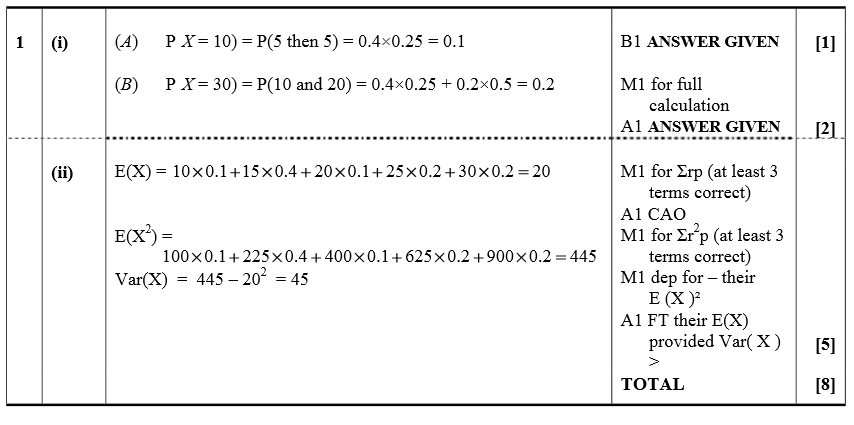 1 (i) (A) P X = 10) = P(5 then 5) = 0.4×0.25 = 0.1 B1 ANSWER GIVEN [1]
(B) P X = 30) = P(10 and 20) = 0.4×0.25 + 0.2×0.5 = 0.2 M1 for full
calculation
A1 ANSWER GIVEN [2]
(ii) E(X) = 10×0.1+15×0.4+20×0.1+25×0.2+30×0.2=20 M1 for Σrp (at least 3
terms correct)
A1 CAO
E(X²) = M1 for Σr²p (at least 3
100×0.1+225×0.4+400×0.1+625×0.2+900×0.2=445 terms correct)
Var(X) = 445 – 20² = 45 M1 dep for – their
E (X )²
A1 FT their E(X)
provided Var( X ) [5]
>
TOTAL [8]